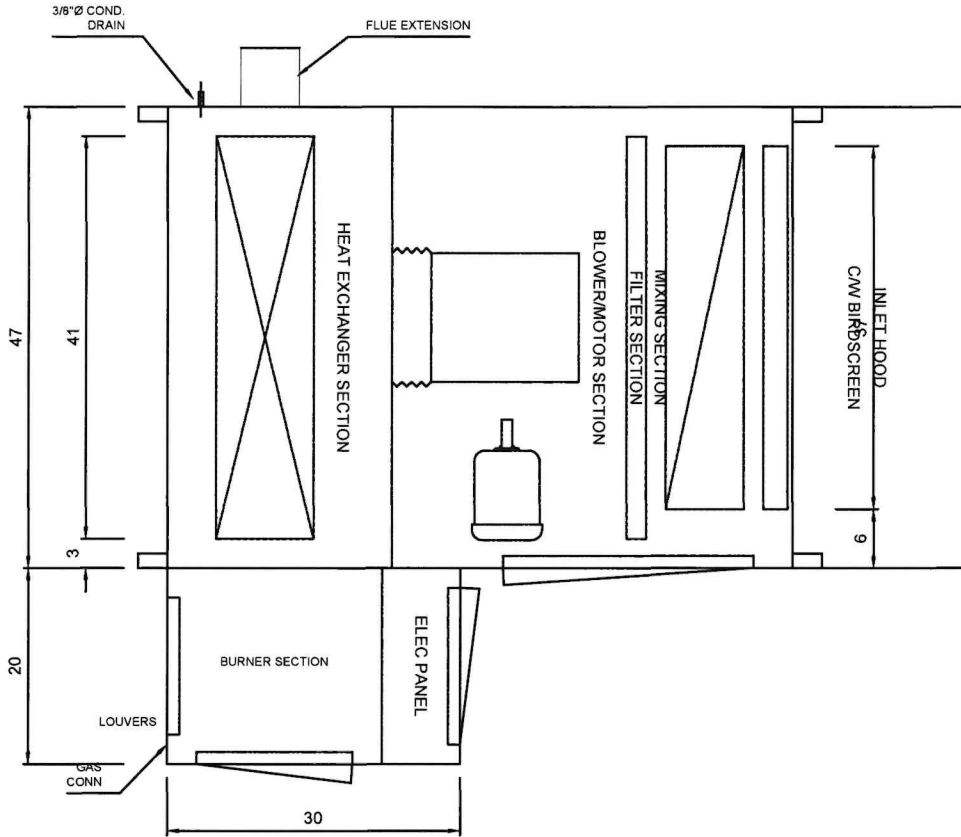 3/8"Ø COND.
DRAIN
FLUE EXTENSION
47
41
3
20
HEAT EXCHANGER SECTION
BLOWER/MOTOR SECTION
FILTER SECTION
MIXING SECTION
INLET HOOD
C/W BIRDSCREEN
37
6
BURNER SECTION
ELEC PANEL
LOUVERS
GAS
CONN
30